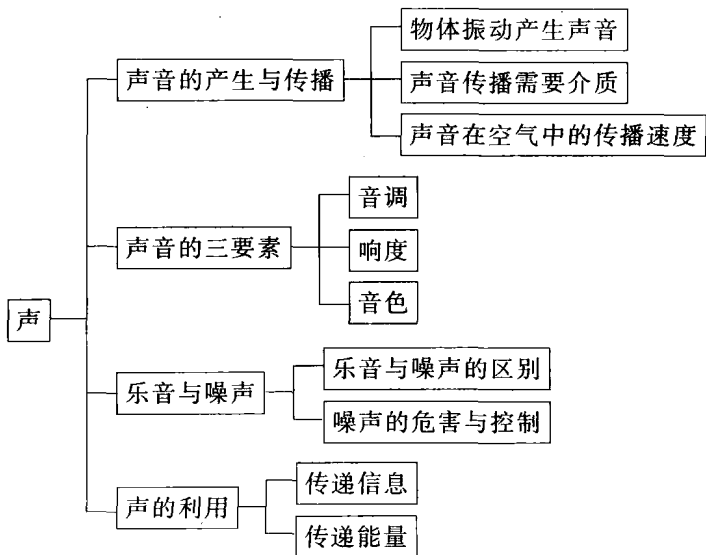 物体振动产生声音
声音的产生与传播
声音传播需要介质
声音在空气中的传播速度
音调
声音的三要素
响度
音色
声
乐音与噪声的区别
乐音与噪声
噪声的危害与控制
传递信息
声的利用
传递能量